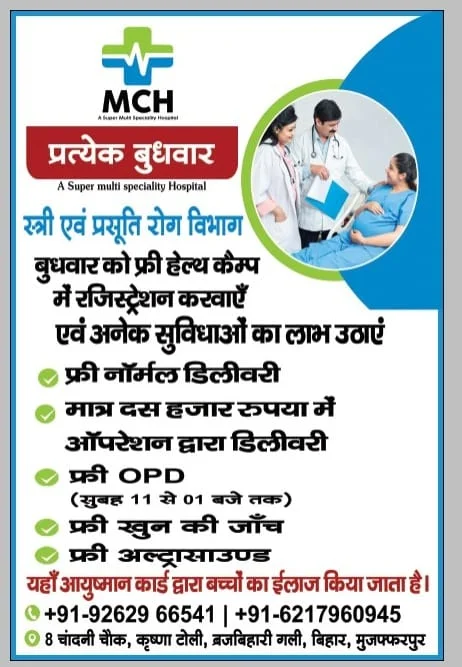 MCH
A Super Multi Speciality Hospital
प्रत्येक बुधवार
A Super multi speciality Hospital
स्त्री एवं प्रसूति रोग विभाग
बुधवार को फ्री हेल्थ कैम्प
में रजिस्ट्रेशन करवाएँ
एवं अनेक सुविधाओं का लाभ उठाएं
फ्री नॉर्मल डिलीवरी
मात्र दस हजार रुपया में
ऑपरेशन द्वारा डिलीवरी
फ्री OPD
(सुबह 11 से 01 बजे तक)
फ्री खुन की जाँच
फ्री अल्ट्रासाउण्ड
यहाँ आयुष्मान कार्ड द्वारा बच्चों का ईलाज किया जाता है।
+91-92629 66541 | +91-6217960945
8 चांदनी चौक, कृष्णा टोली, ब्रजबिहारी गली, बिहार, मुजफ्फरपुर